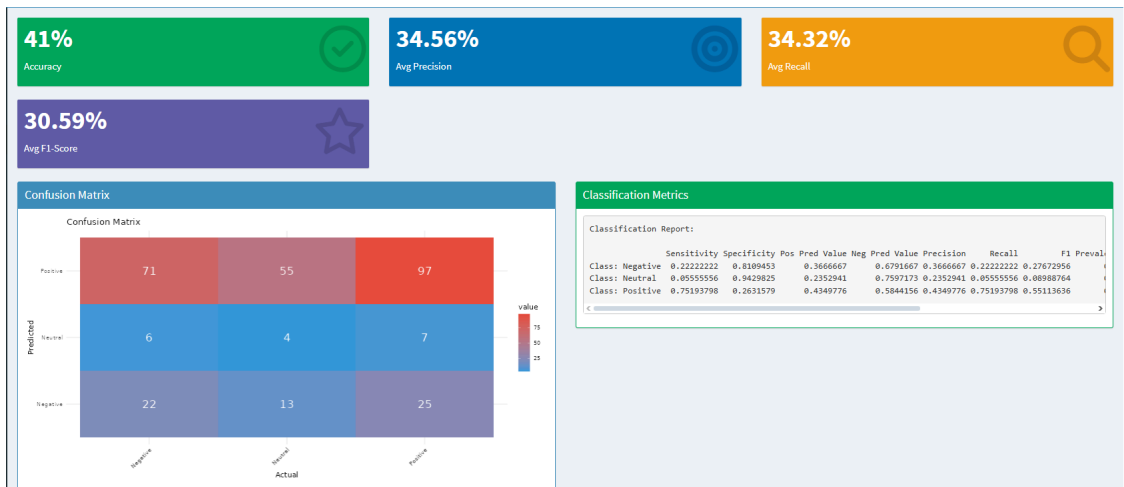 41%
Accuracy
34.56%
Avg Precision
34.32%
Avg Recall
30.59%
Avg F1-Score
Confusion Matrix
Confusion Matrix
Predicted
Positive 71 55 97
Neutral 6 4 7
Negative 22 13 25
Negative Neutral Positive
Actual
value
75
50
25
Classification Metrics
Classification Report:
Sensitivity Specificity Pos Pred Value Neg Pred Value Precision Recall F1 Preval
Class: Negative 0.22222222 0.8109453 0.3666667 0.6791667 0.3666667 0.22222222 0.27672956
Class: Neutral 0.05555556 0.9429825 0.2352941 0.7597173 0.2352941 0.05555556 0.08988764
Class: Positive 0.75193798 0.2631579 0.4349776 0.5844156 0.4349776 0.75193798 0.55113636